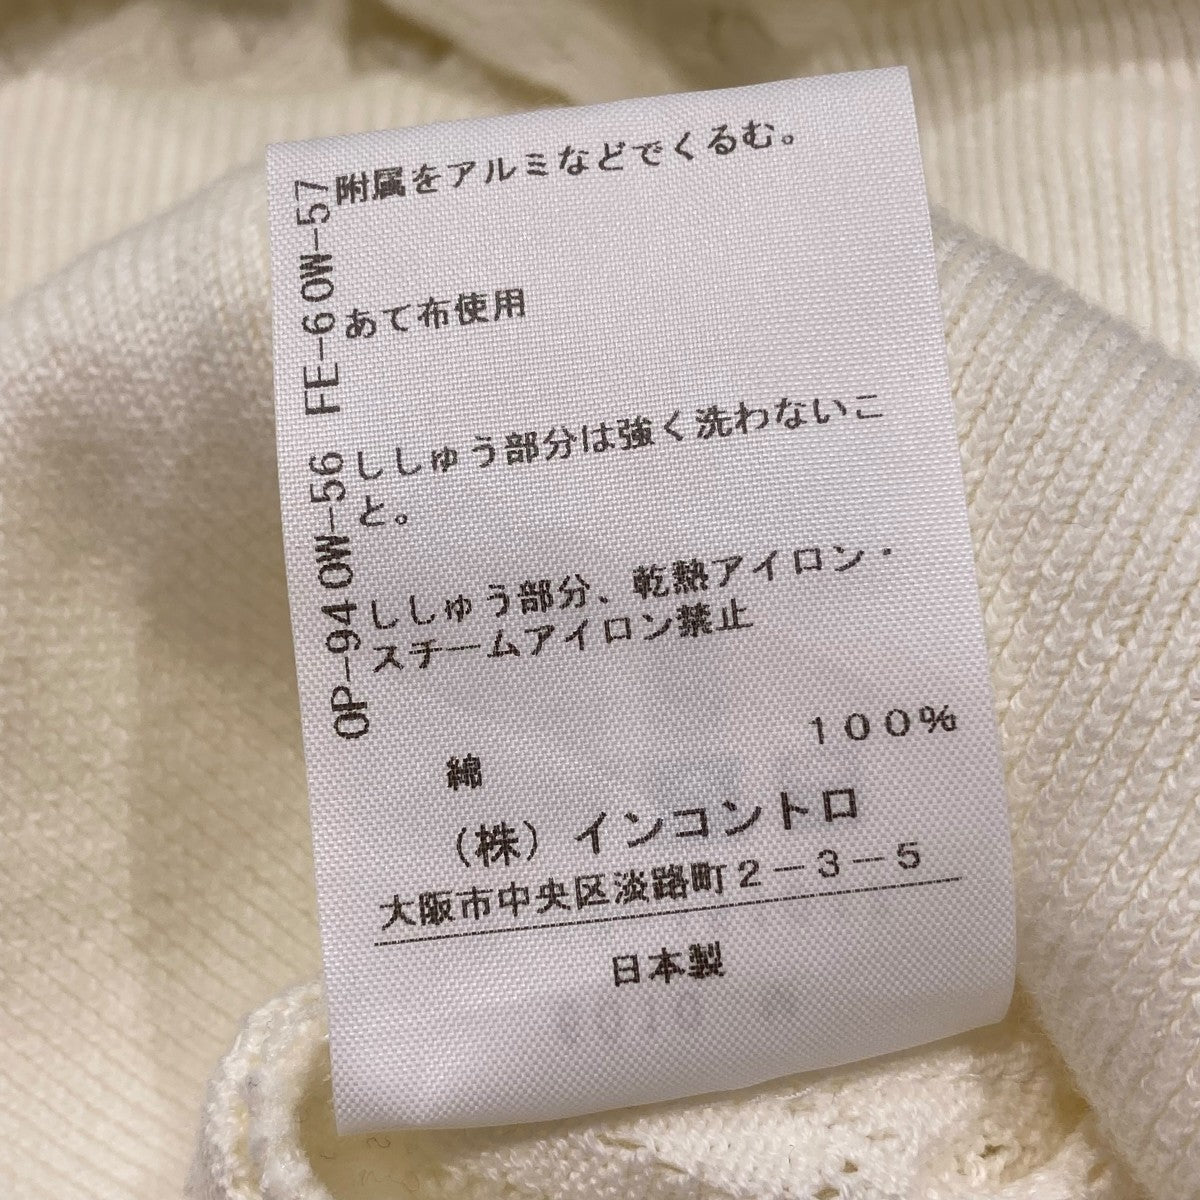 附属をアルミなどでくるむ。
あて布使用
ししゅう部分は強く洗わないこ
と。
ししゅう部分、乾熱アイロン・
スチームアイロン禁止
綿 100%
(株)インコントロ
大阪市中央区淡路町2-3-5
日本製
OP-940W-56 FE-60W-57